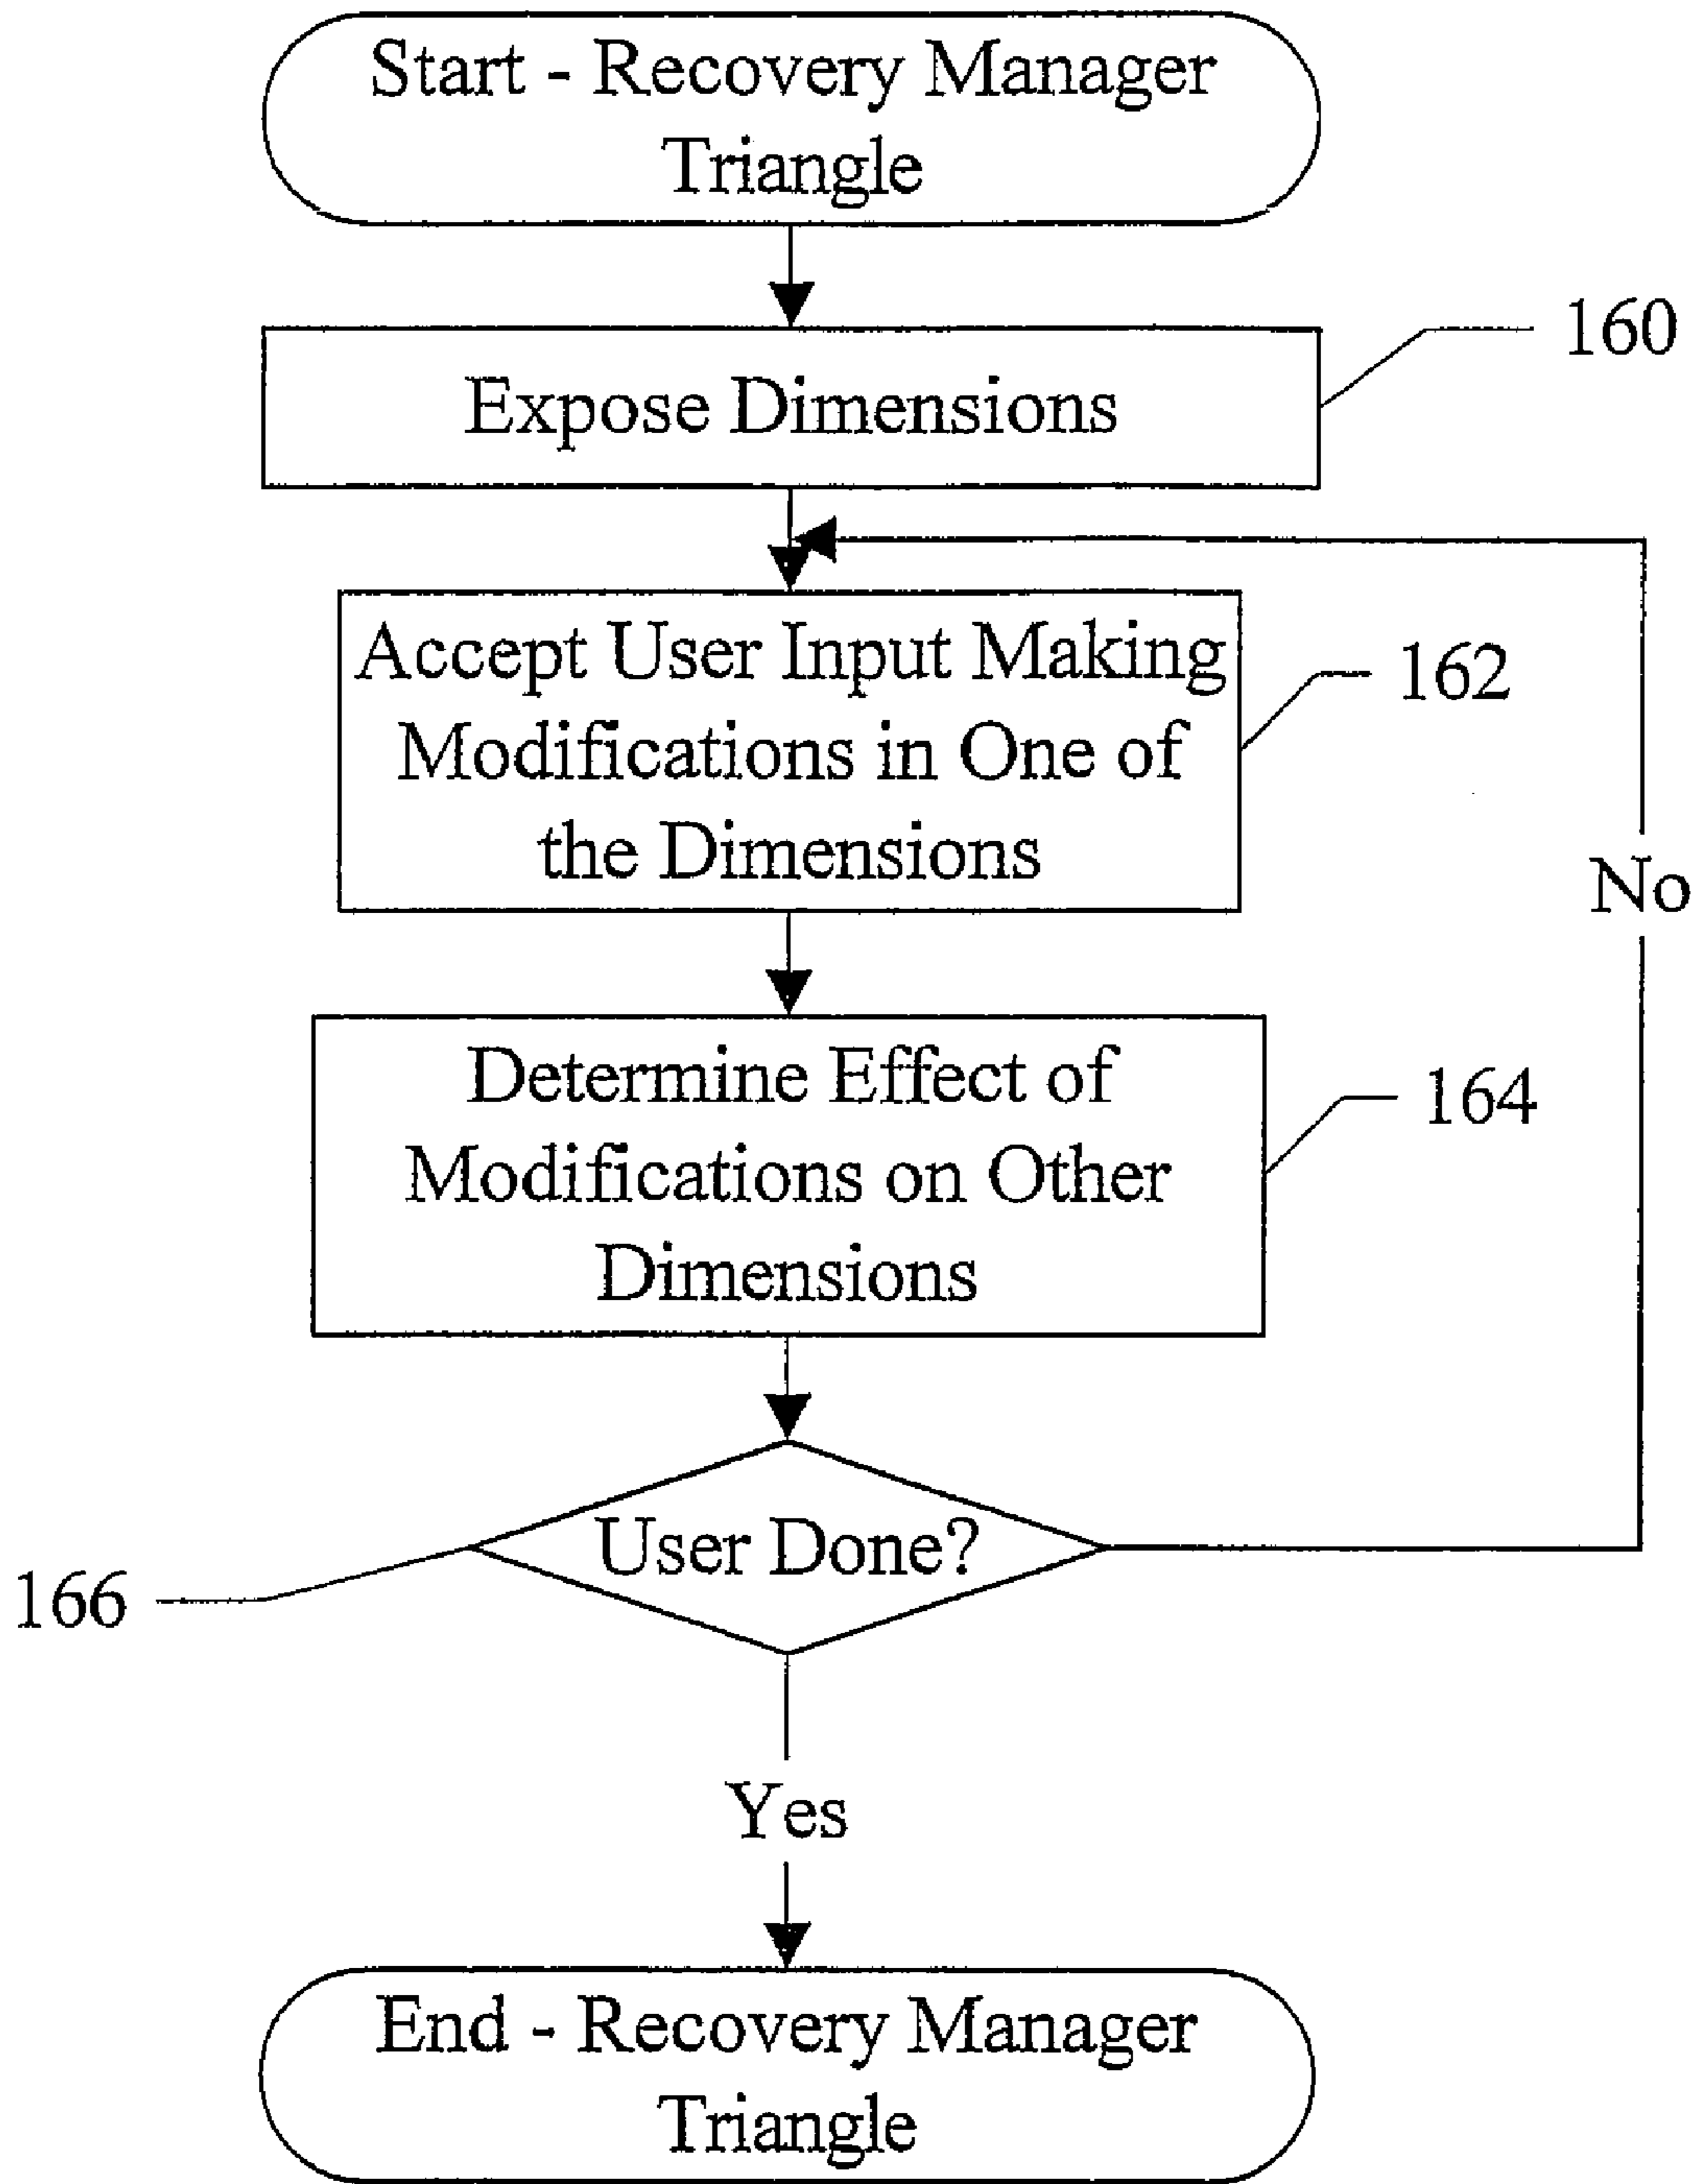 Start - Recovery Manager
Triangle
160
Expose Dimensions
Accept User Input Making
Modifications in One of
the Dimensions
162
No
Determine Effect of
Modifications on Other
Dimensions
164
User Done?
166
Yes
End - Recovery Manager
Triangle